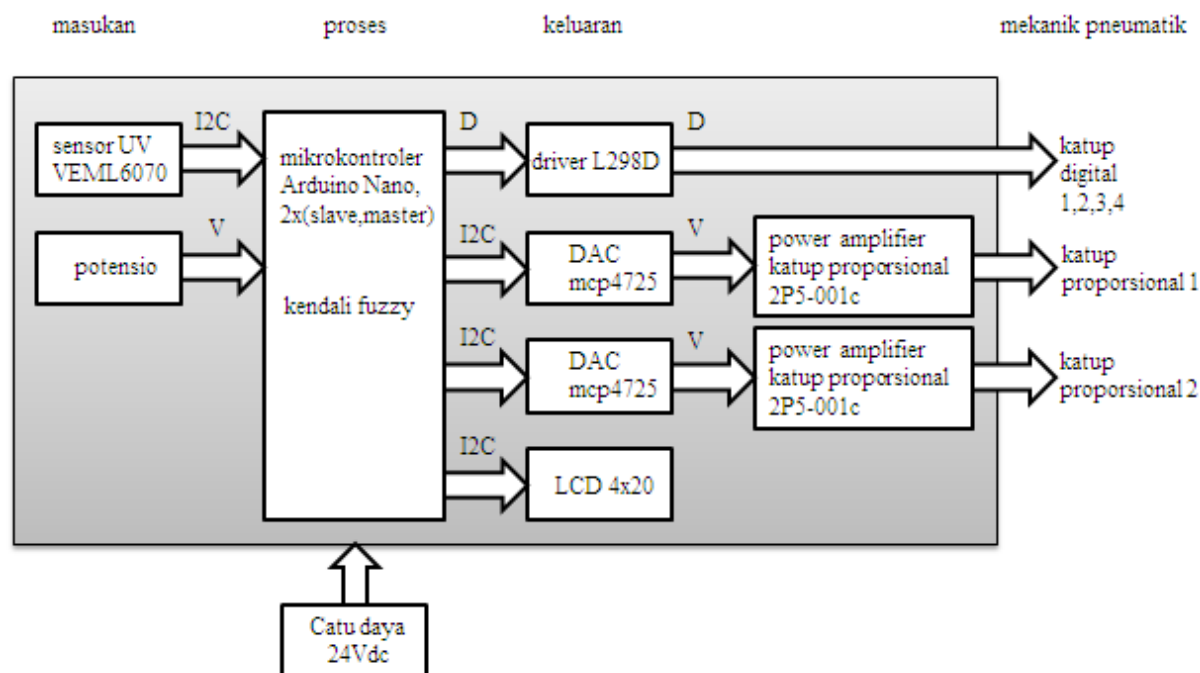 masukan
proses
keluaran
mekanik pneumatik
sensor UV
VEML6070
I2C
potensio
V
mikrokontroler
Arduino Nano,
2x(slave,master)
kendali fuzzy
D
driver L298D
D
katup
digital
1,2,3,4
I2C
DAC
mcp4725
V
power amplifier
katup proporsional
2P5-001c
katup
proporsional 1
I2C
DAC
mcp4725
V
power amplifier
katup proporsional
2P5-001c
katup
proporsional 2
I2C
LCD 4x20
Catu daya
24Vdc